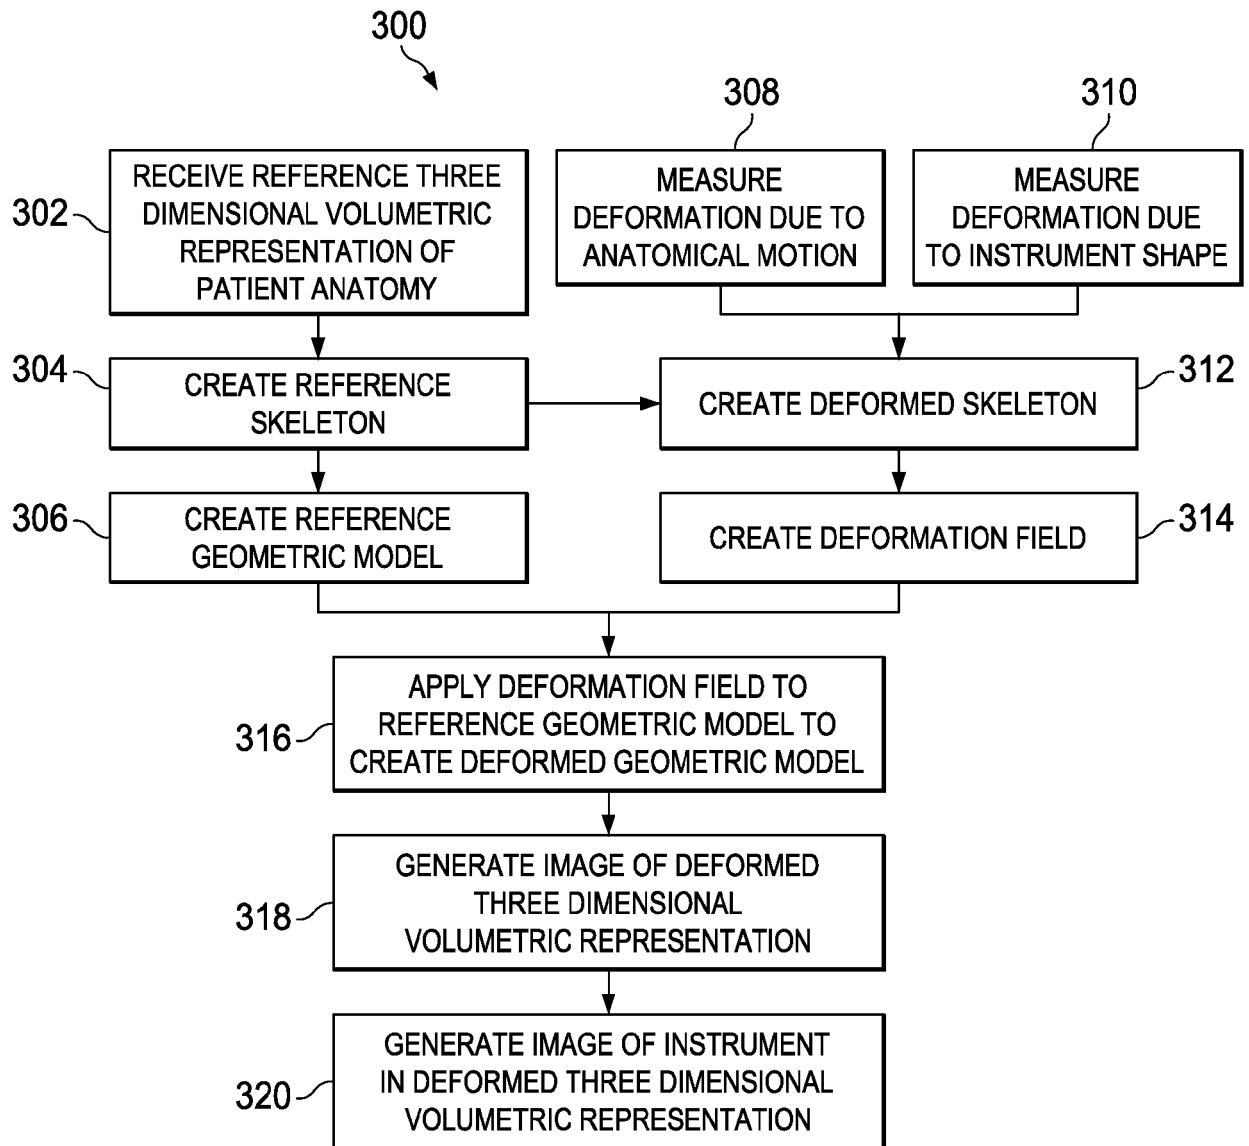 300
308
310
302
RECEIVE REFERENCE THREE
DIMENSIONAL VOLUMETRIC
REPRESENTATION OF
PATIENT ANATOMY
MEASURE
DEFORMATION DUE TO
ANATOMICAL MOTION
MEASURE
DEFORMATION DUE
TO INSTRUMENT SHAPE
304
CREATE REFERENCE
SKELETON
CREATE DEFORMED SKELETON
312
306
CREATE REFERENCE
GEOMETRIC MODEL
CREATE DEFORMATION FIELD
314
316
APPLY DEFORMATION FIELD TO
REFERENCE GEOMETRIC MODEL TO
CREATE DEFORMED GEOMETRIC MODEL
318
GENERATE IMAGE OF DEFORMED
THREE DIMENSIONAL
VOLUMETRIC REPRESENTATION
320
GENERATE IMAGE OF INSTRUMENT
IN DEFORMED THREE DIMENSIONAL
VOLUMETRIC REPRESENTATION